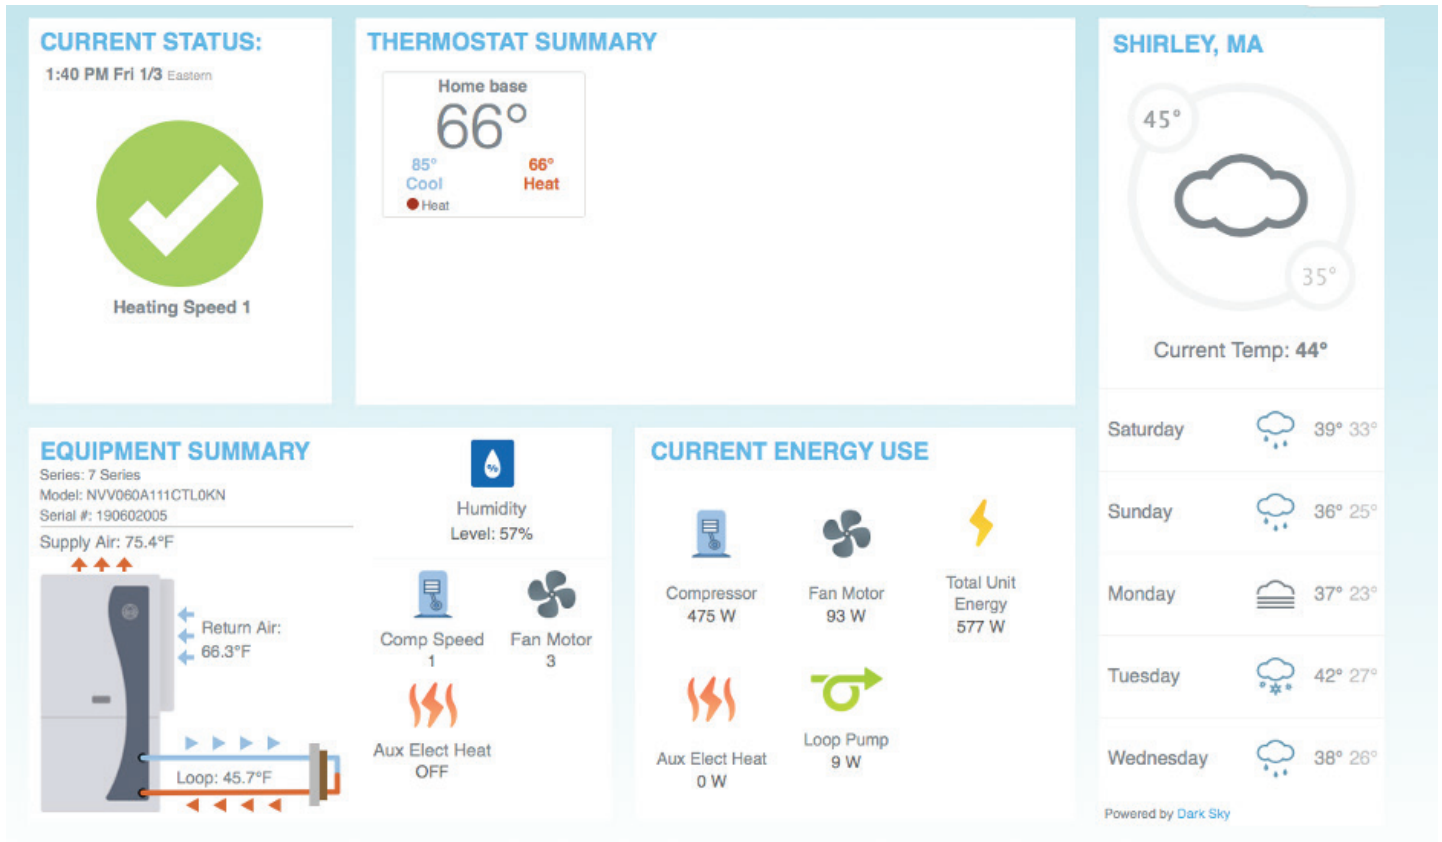 CURRENT STATUS:
1:40 PM Fri 1/3 Eastern
Heating Speed 1
THERMOSTAT SUMMARY
Home base
66°
85° 66°
Cool Heat
Heat
SHIRLEY, MA
45°
35°
Current Temp: 44°
Saturday 39° 33°
Sunday 36° 25°
Monday 37° 23°
Tuesday 42° 27°
Wednesday 38° 26°
Powered by Dark Sky
EQUIPMENT SUMMARY
Series: 7 Series
Model: NVV060A111CTL0KN
Serial #: 190602005
Supply Air: 75.4°F
Return Air:
66.3°F
Loop: 45.7°F
%
Humidity
Level: 57%
Comp Speed
1
Fan Motor
3
Aux Elect Heat
OFF
CURRENT ENERGY USE
Compressor
475 W
Fan Motor
93 W
Total Unit
Energy
577 W
Aux Elect Heat
0 W
Loop Pump
9 W